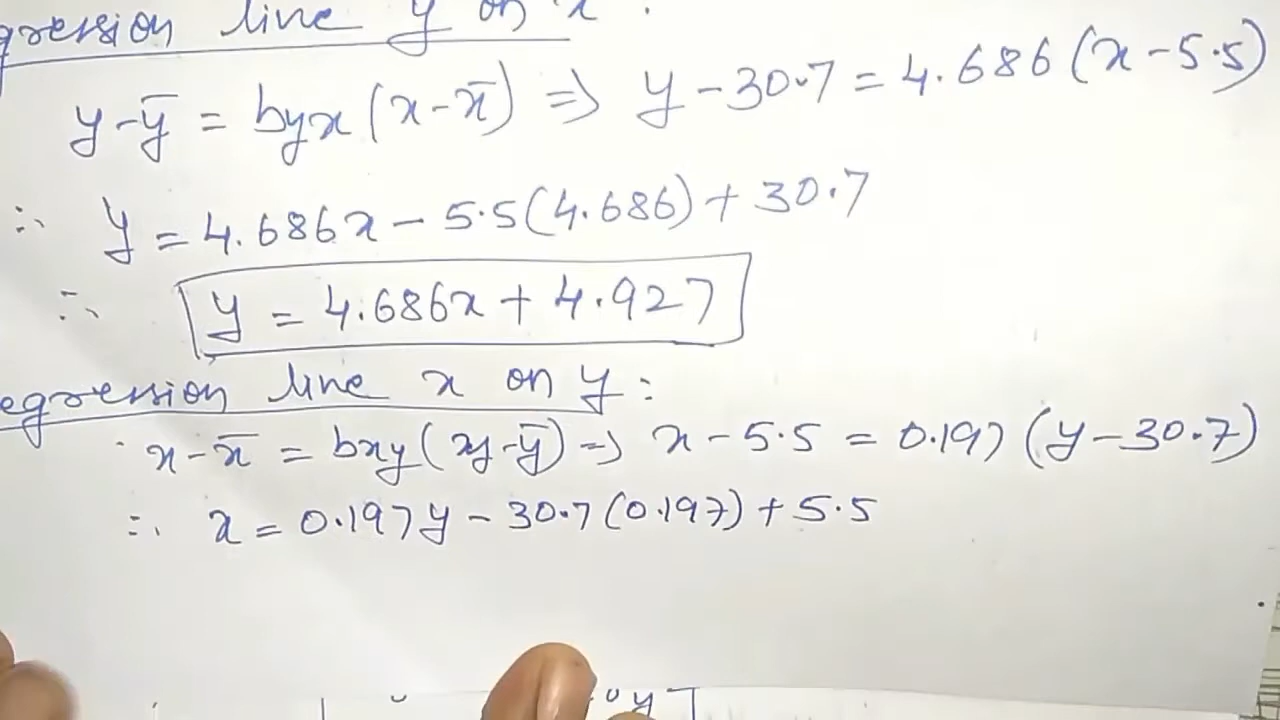 gression line y on x :
y - ȳ = byx (x - x̄) ⇒ y - 30.7 = 4.686 (x - 5.5)
∴ y = 4.686x - 5.5(4.686) + 30.7
∴ y = 4.686x + 4.927
egression line x on y :
x - x̄ = bxy (xy - ȳ) ⇒ x - 5.5 = 0.197 (y - 30.7)
∴ x = 0.197y - 30.7(0.197) + 5.5